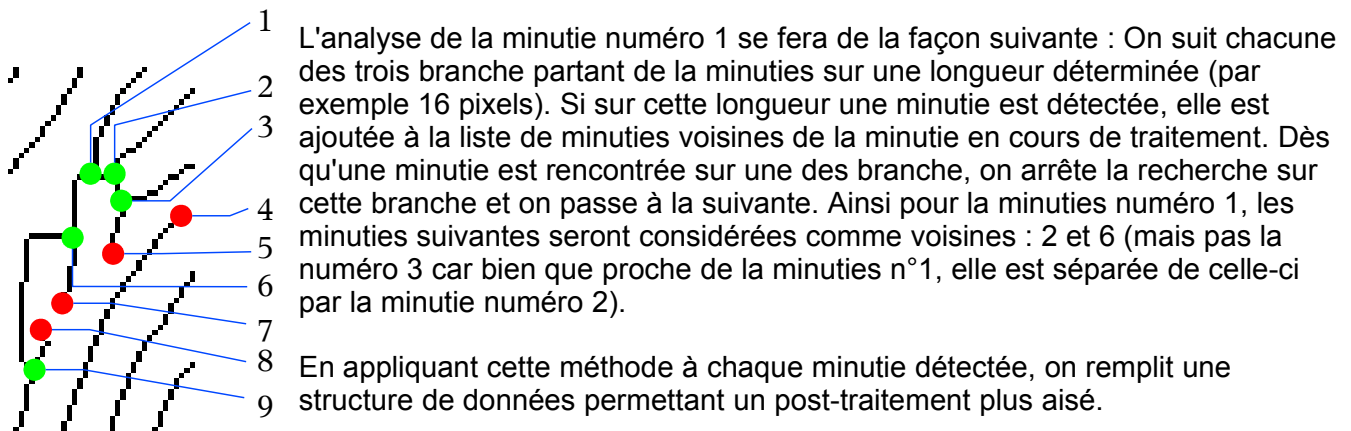 1
2
3
4
5
6
7
8
9
L'analyse de la minutie numéro 1 se fera de la façon suivante : On suit chacune
des trois branche partant de la minuties sur une longueur déterminée (par
exemple 16 pixels). Si sur cette longueur une minutie est détectée, elle est
ajoutée à la liste de minuties voisines de la minutie en cours de traitement. Dès
qu'une minutie est rencontrée sur une des branche, on arrête la recherche sur
cette branche et on passe à la suivante. Ainsi pour la minuties numéro 1, les
minuties suivantes seront considérées comme voisines : 2 et 6 (mais pas la
numéro 3 car bien que proche de la minuties n°1, elle est séparée de celle-ci
par la minutie numéro 2).
En appliquant cette méthode à chaque minutie détectée, on remplit une
structure de données permettant un post-traitement plus aisé.